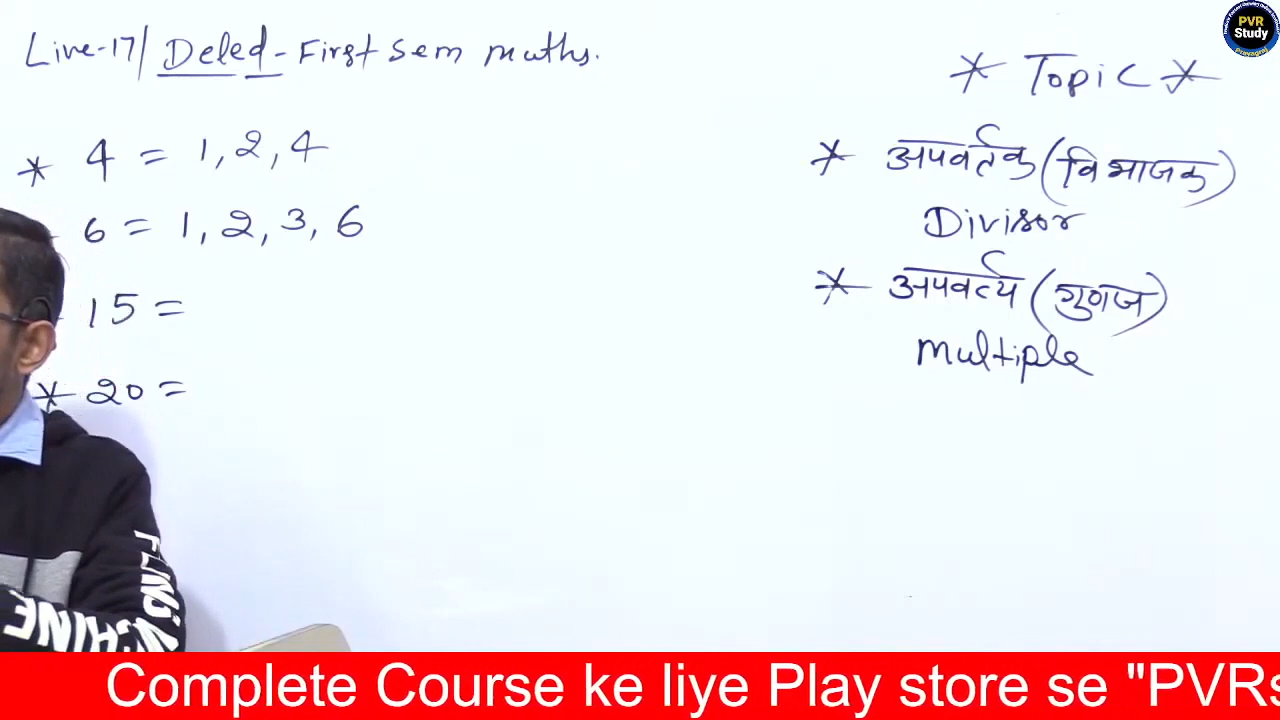 Live-17/ Deled - First Sem maths.
* 4 = 1, 2, 4
6 = 1, 2, 3, 6
15 =
* 20 =
* Topic *
* अपवर्तक (विभाजक)
Divisor
* अपवर्त्य (गुणज)
multiple
PVR
Study
Prayagraj
Complete Course ke liye Play store se "PVRs